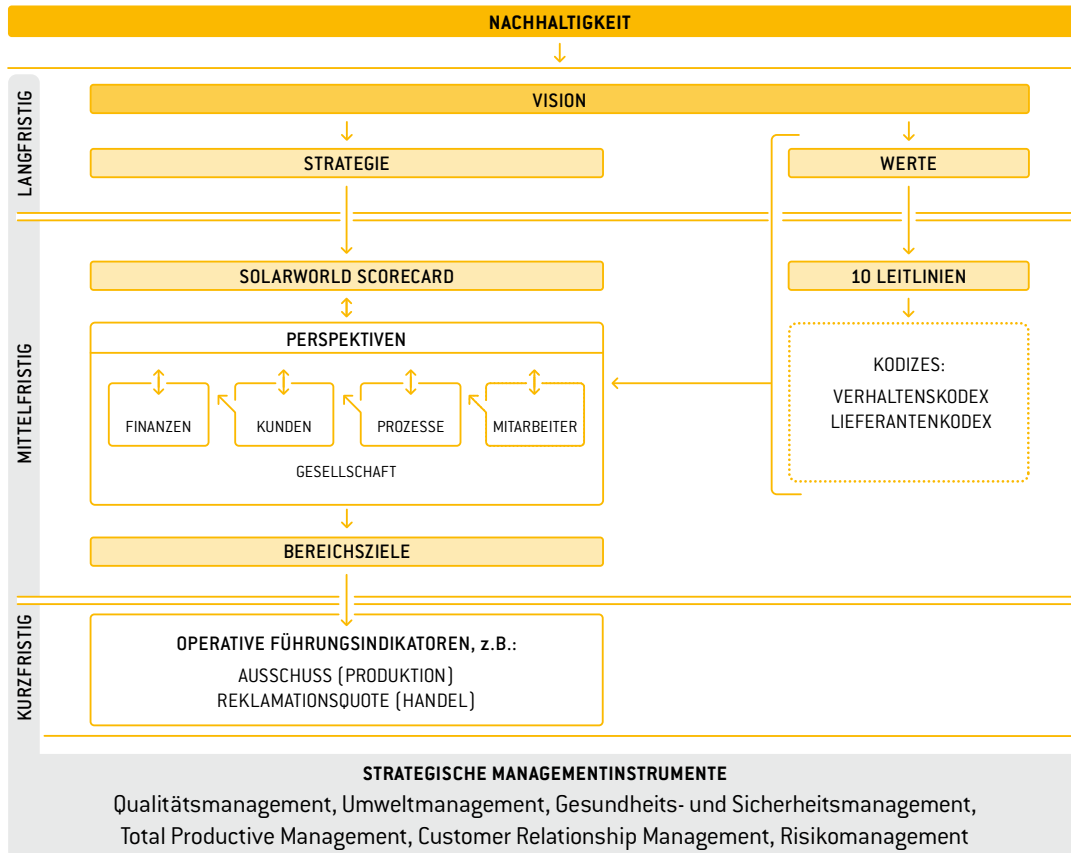 NACHHALTIGKEIT
LANGFRISTIG
VISION
STRATEGIE
WERTE
MITTELFRISTIG
SOLARWORLD SCORECARD
10 LEITLINIEN
PERSPEKTIVEN
FINANZEN
KUNDEN
PROZESSE
MITARBEITER
GESELLSCHAFT
KODIZES:
VERHALTENSKODEX
LIEFERANTENKODEX
BEREICHSZIELE
KURZFRISTIG
OPERATIVE FÜHRUNGSINDIKATOREN, z.B.:
AUSSCHUSS (PRODUKTION)
REKLAMATIONSQUOTE (HANDEL)
STRATEGISCHE MANAGEMENTINSTRUMENTE
Qualitätsmanagement, Umweltmanagement, Gesundheits- und Sicherheitsmanagement,
Total Productive Management, Customer Relationship Management, Risikomanagement